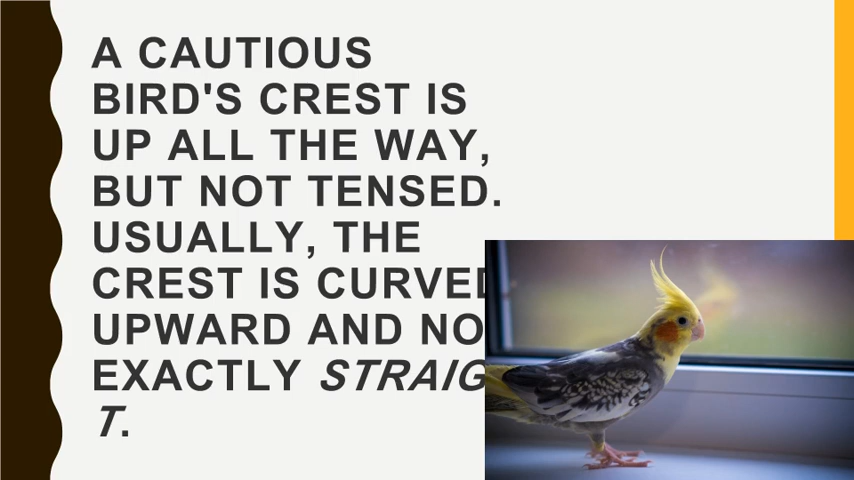 A CAUTIOUS
BIRD'S CREST IS
UP ALL THE WAY,
BUT NOT TENSED.
USUALLY, THE
CREST IS CURVED
UPWARD AND NO
EXACTLY STRAIG
T.